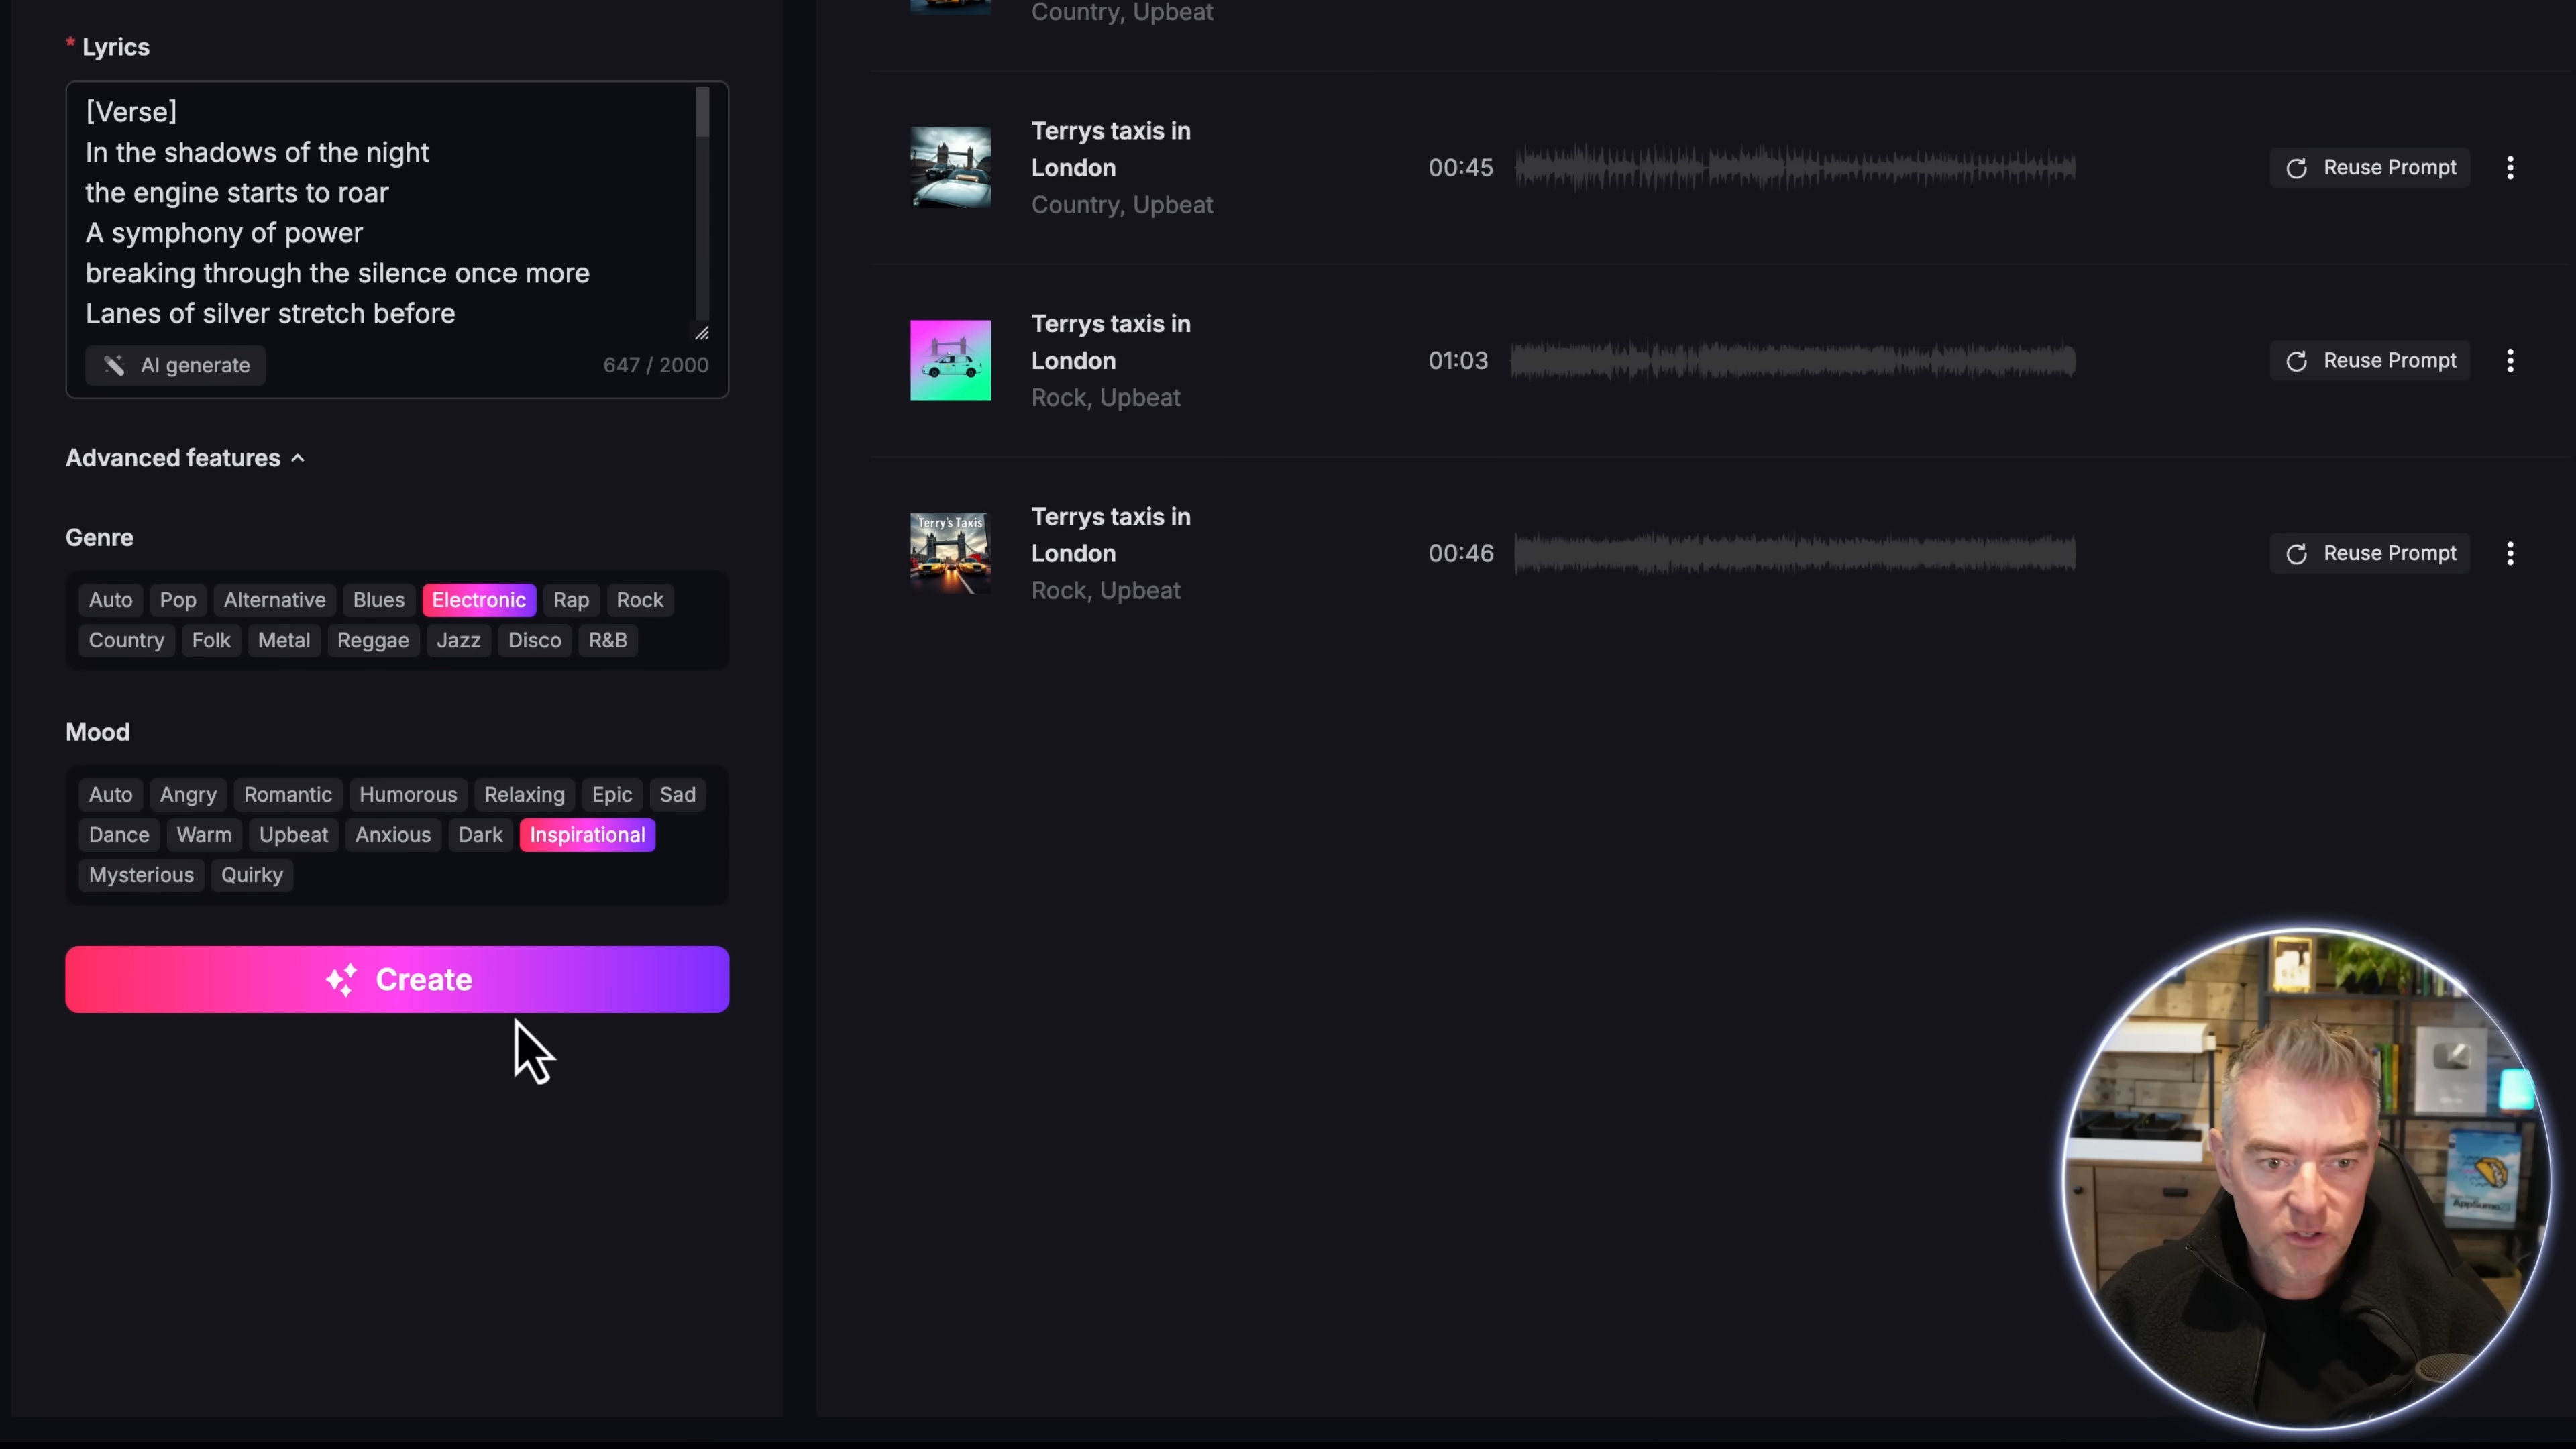 * Lyrics
[Verse]
In the shadows of the night
the engine starts to roar
A symphony of power
breaking through the silence once more
Lanes of silver stretch before
AI generate
647 / 2000
Advanced features
Genre
Auto Pop Alternative Blues Electronic Rap Rock
Country Folk Metal Reggae Jazz Disco R&B
Mood
Auto Angry Romantic Humorous Relaxing Epic Sad
Dance Warm Upbeat Anxious Dark Inspirational
Mysterious Quirky
Create
Country, Upbeat
Terrys taxis in
London
Country, Upbeat
00:45
Reuse Prompt
Terrys taxis in
London
Rock, Upbeat
01:03
Reuse Prompt
Terry's Taxis
Terrys taxis in
London
Rock, Upbeat
00:46
Reuse Prompt
AppSumo